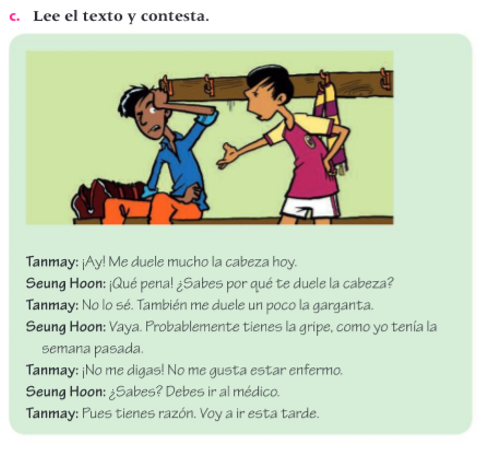 c. Lee el texto y contesta.
Tanmay: ¡Ay! Me duele mucho la cabeza hoy.
Seung Hoon: ¡Qué pena! ¿Sabes por qué te duele la cabeza?
Tanmay: No lo sé. También me duele un poco la garganta.
Seung Hoon: Vaya. Probablemente tienes la gripe, como yo tenía la
semana pasada.
Tanmay: ¡No me digas! No me gusta estar enfermo.
Seung Hoon: ¿Sabes? Debes ir al médico.
Tanmay: Pues tienes razón. Voy a ir esta tarde.